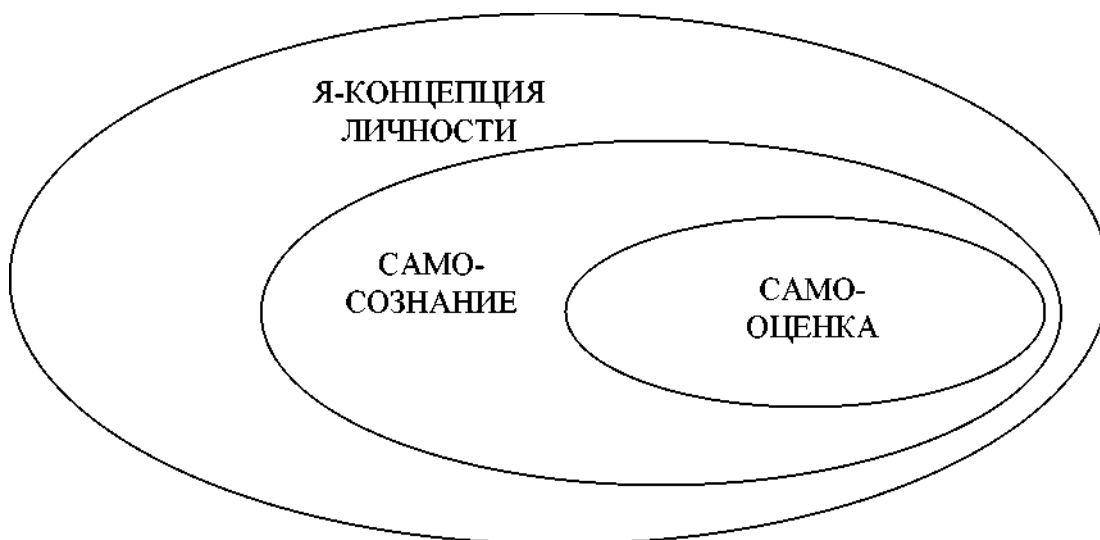 Я-КОНЦЕПЦИЯ
ЛИЧНОСТИ
САМО-
СОЗНАНИЕ
САМО-
ОЦЕНКА